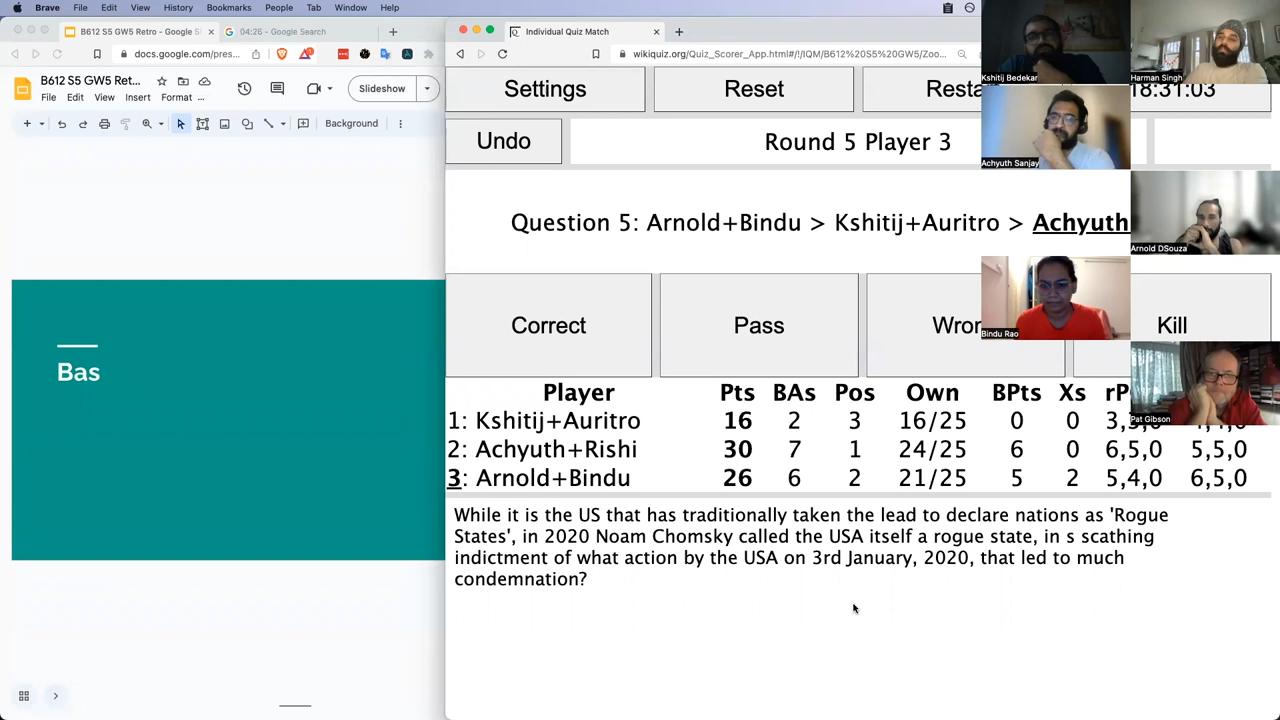 Brave File Edit View History Bookmarks People Tab Window Help
B612 S5 GW5 Retro - Google Sl
04:26 - Google Search
docs.google.com/pres...
B612 S5 GW5 Ret...
File Edit View Format ...
Slideshow
Background
Bas
Individual Quiz Match
wikiquiz.org/Quiz_Scorer_App.html#/!/IQM/B612%20S5%20GW5/Zoo...
Settings
Reset
Resta
18:31:03
Undo
Round 5 Player 3
Question 5: Arnold+Bindu > Kshitij+Auritro > Achyuth
Correct
Pass
Wron
Kill
Player Pts BAs Pos Own BPts Xs rP
1: Kshitij+Auritro 16 2 3 16/25 0 0 3,3,0 4,4,0
2: Achyuth+Rishi 30 7 1 24/25 6 0 6,5,0 5,5,0
3: Arnold+Bindu 26 6 2 21/25 5 2 5,4,0 6,5,0
While it is the US that has traditionally taken the lead to declare nations as 'Rogue
States', in 2020 Noam Chomsky called the USA itself a rogue state, in s scathing
indictment of what action by the USA on 3rd January, 2020, that led to much
condemnation?
Kshitij Bedekar
Harman Singh
Achyuth Sanjay
Arnold DSouza
Bindu Rao
Pat Gibson